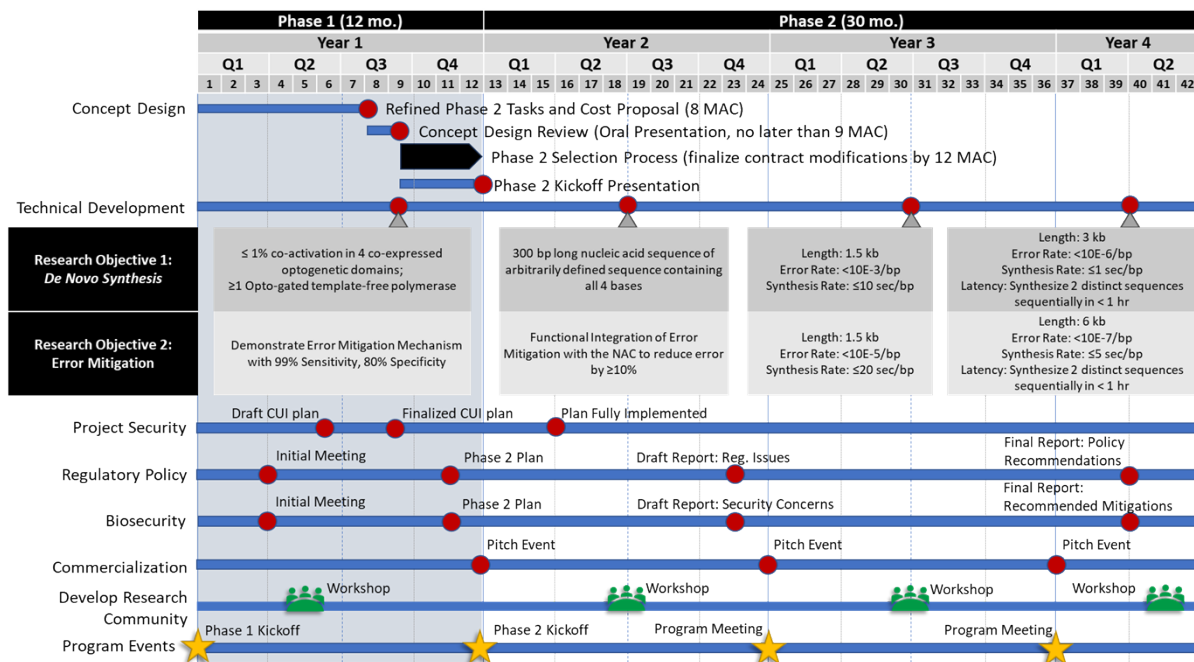 Phase 1 (12 mo.) Phase 2 (30 mo.)
Year 1 Year 2 Year 3 Year 4
Q1 Q2 Q3 Q4 Q1 Q2 Q3 Q4 Q1 Q2 Q3 Q4 Q1 Q2
1 2 3 4 5 6 7 8 9 10 11 12 13 14 15 16 17 18 19 20 21 22 23 24 25 26 27 28 29 30 31 32 33 34 35 36 37 38 39 40 41 42
Concept Design
Refined Phase 2 Tasks and Cost Proposal (8 MAC)
Concept Design Review (Oral Presentation, no later than 9 MAC)
Phase 2 Selection Process (finalize contract modifications by 12 MAC)
Phase 2 Kickoff Presentation
Technical Development
Research Objective 1:
De Novo Synthesis
≤ 1% co-activation in 4 co-expressed
optogenetic domains;
≥1 Opto-gated template-free polymerase
300 bp long nucleic acid sequence of
arbitrarily defined sequence containing
all 4 bases
Length: 1.5 kb
Error Rate: <10E-3/bp
Synthesis Rate: ≤10 sec/bp
Length: 3 kb
Error Rate: <10E-6/bp
Synthesis Rate: ≤1 sec/bp
Latency: Synthesize 2 distinct sequences
sequentially in < 1 hr
Research Objective 2:
Error Mitigation
Demonstrate Error Mitigation Mechanism
with 99% Sensitivity, 80% Specificity
Functional Integration of Error
Mitigation with the NAC to reduce error
by ≥10%
Length: 1.5 kb
Error Rate: <10E-5/bp
Synthesis Rate: ≤20 sec/bp
Length: 6 kb
Error Rate: <10E-7/bp
Synthesis Rate: ≤5 sec/bp
Latency: Synthesize 2 distinct sequences
sequentially in < 1 hr
Project Security
Draft CUI plan
Finalized CUI plan
Plan Fully Implemented
Regulatory Policy
Initial Meeting
Phase 2 Plan
Draft Report: Reg. Issues
Final Report: Policy
Recommendations
Biosecurity
Initial Meeting
Phase 2 Plan
Draft Report: Security Concerns
Final Report:
Recommended Mitigations
Commercialization
Pitch Event
Pitch Event
Pitch Event
Develop Research
Community
Workshop
Workshop
Workshop
Workshop
Program Events
Phase 1 Kickoff
Phase 2 Kickoff
Program Meeting
Program Meeting